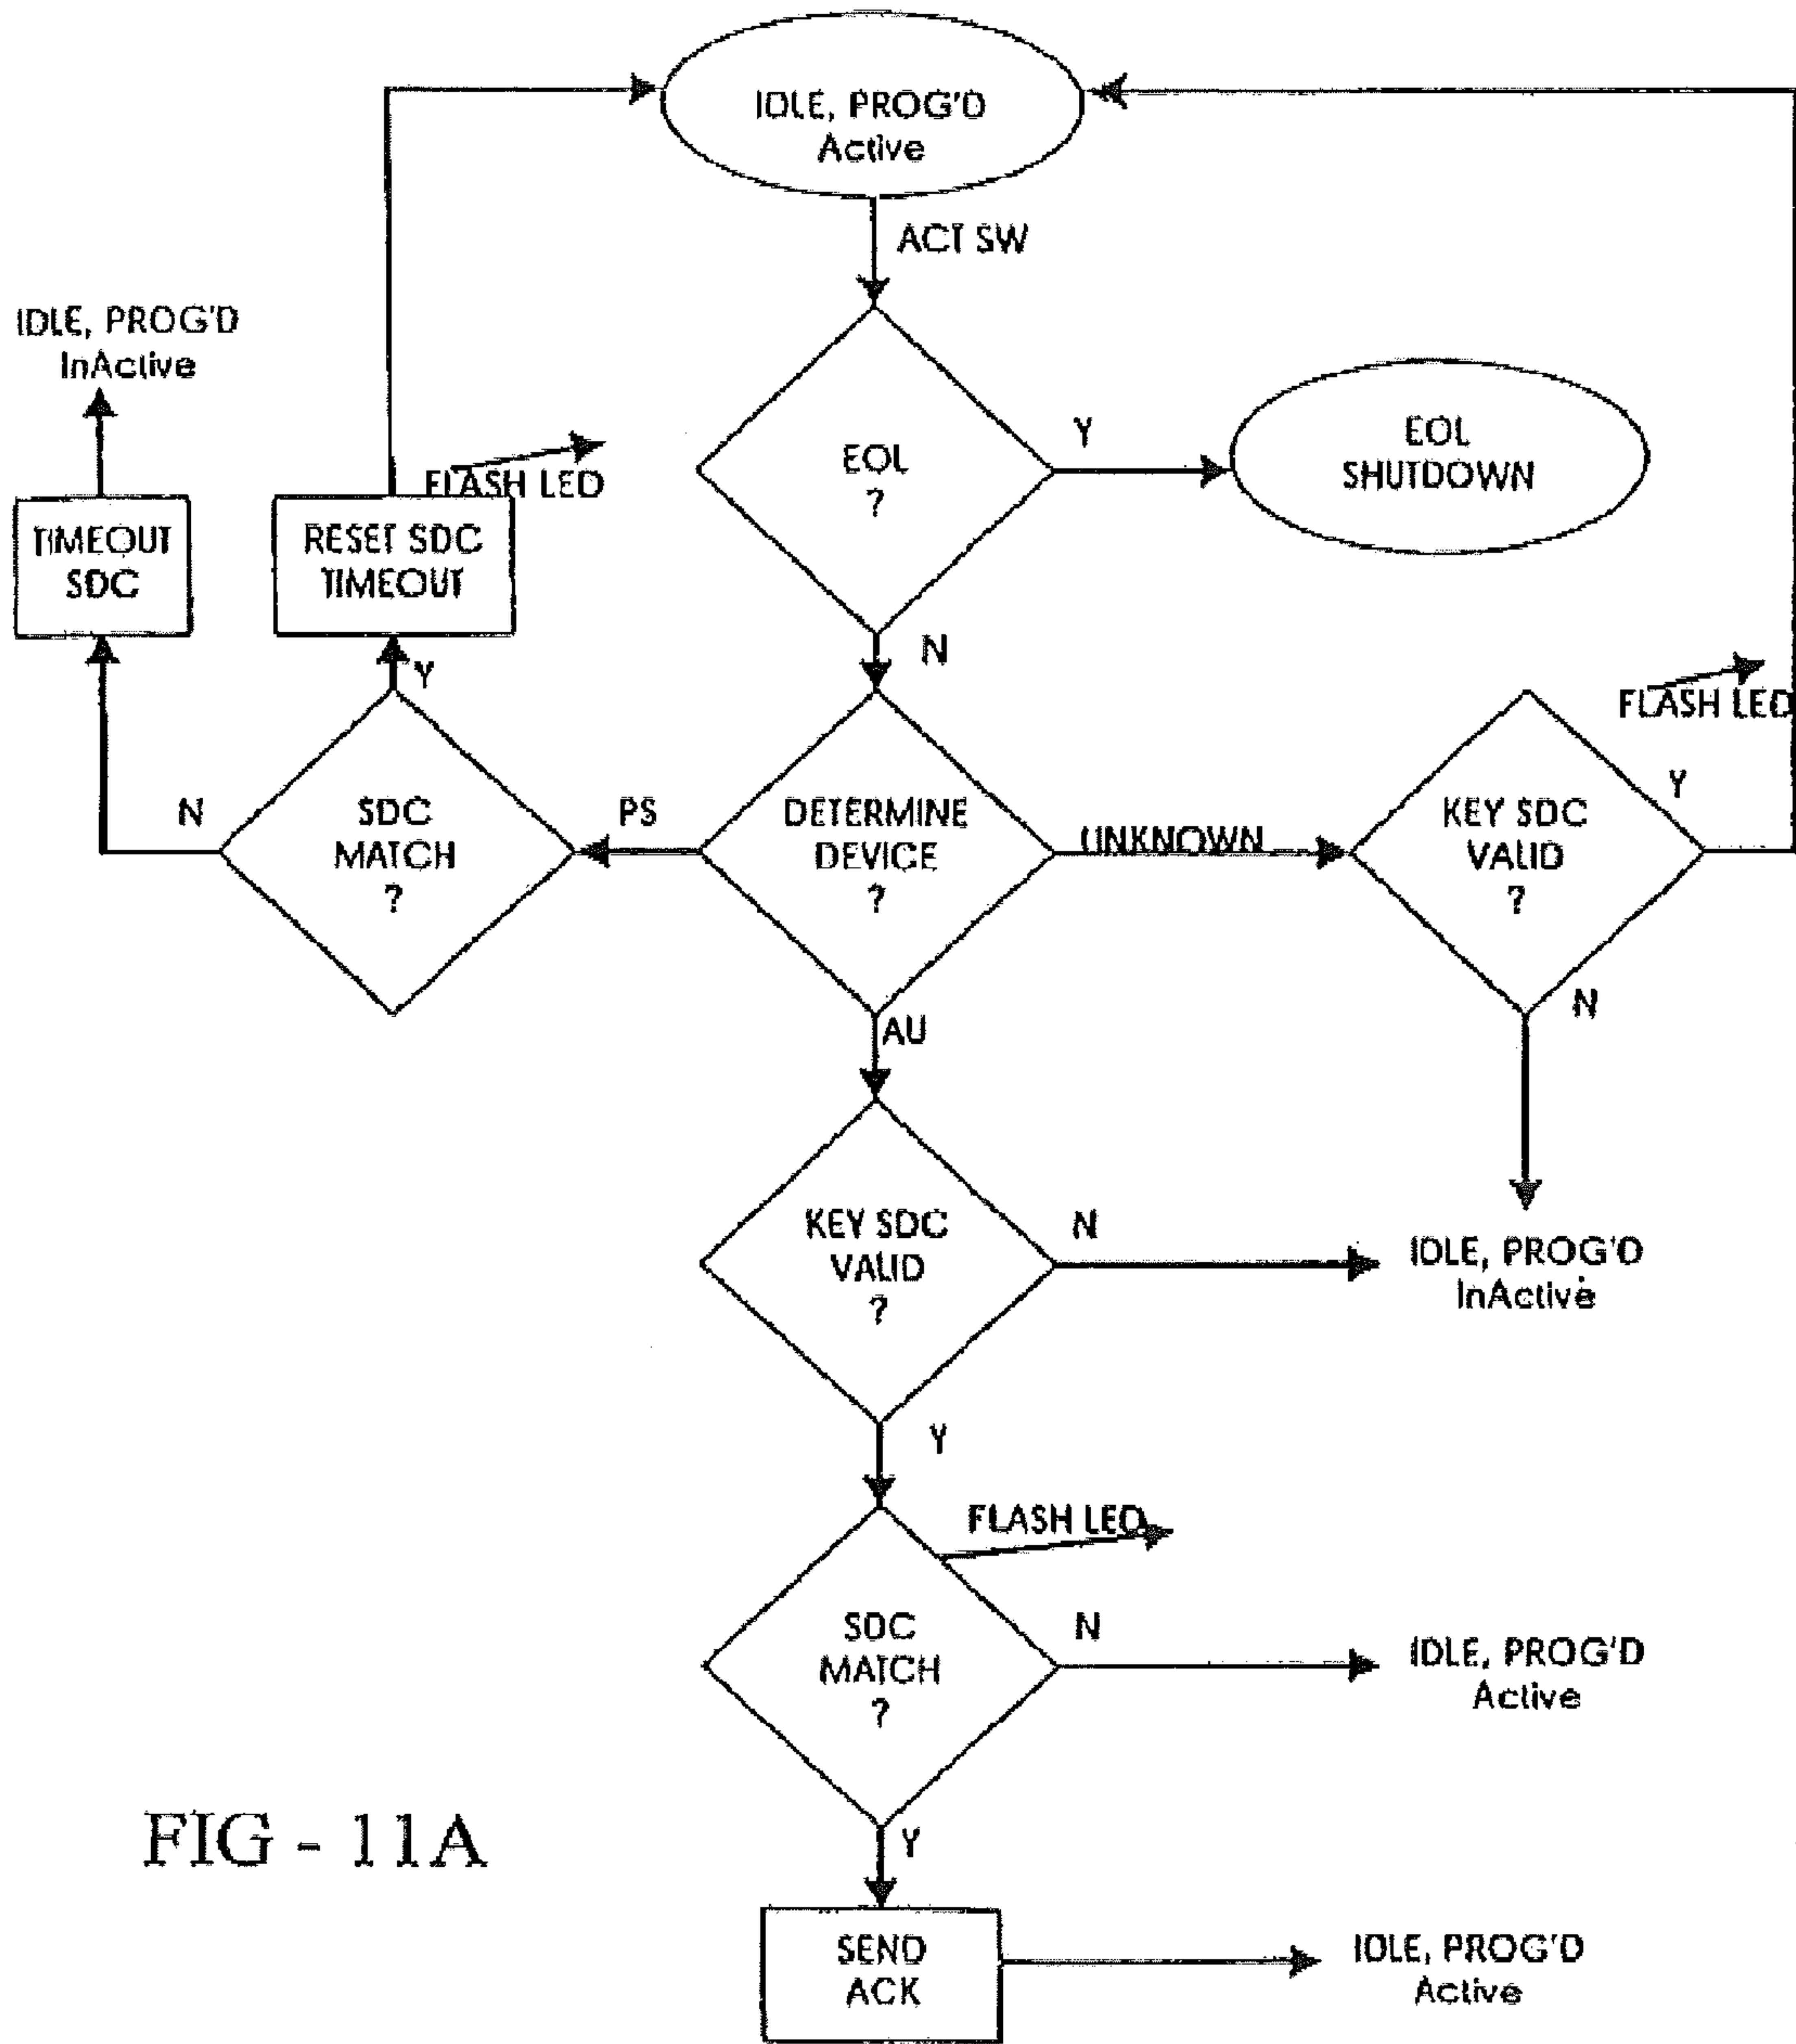 IDLE, PROG'D
Active
ACT SW
IDLE, PROG'D
InActive
EOL
?
Y
EOL
SHUTDOWN
FLASH LED
TIMEOUT
SDC
RESET SDC
TIMEOUT
N
Y
FLASH LED
N
SDC
MATCH
?
PS
DETERMINE
DEVICE
?
UNKNOWN
KEY SDC
VALID
?
Y
N
AU
KEY SDC
VALID
?
N
IDLE, PROG'D
InActive
Y
FLASH LED
SDC
MATCH
?
N
IDLE, PROG'D
Active
Y
FIG - 11A
SEND
ACK
IDLE, PROG'D
Active